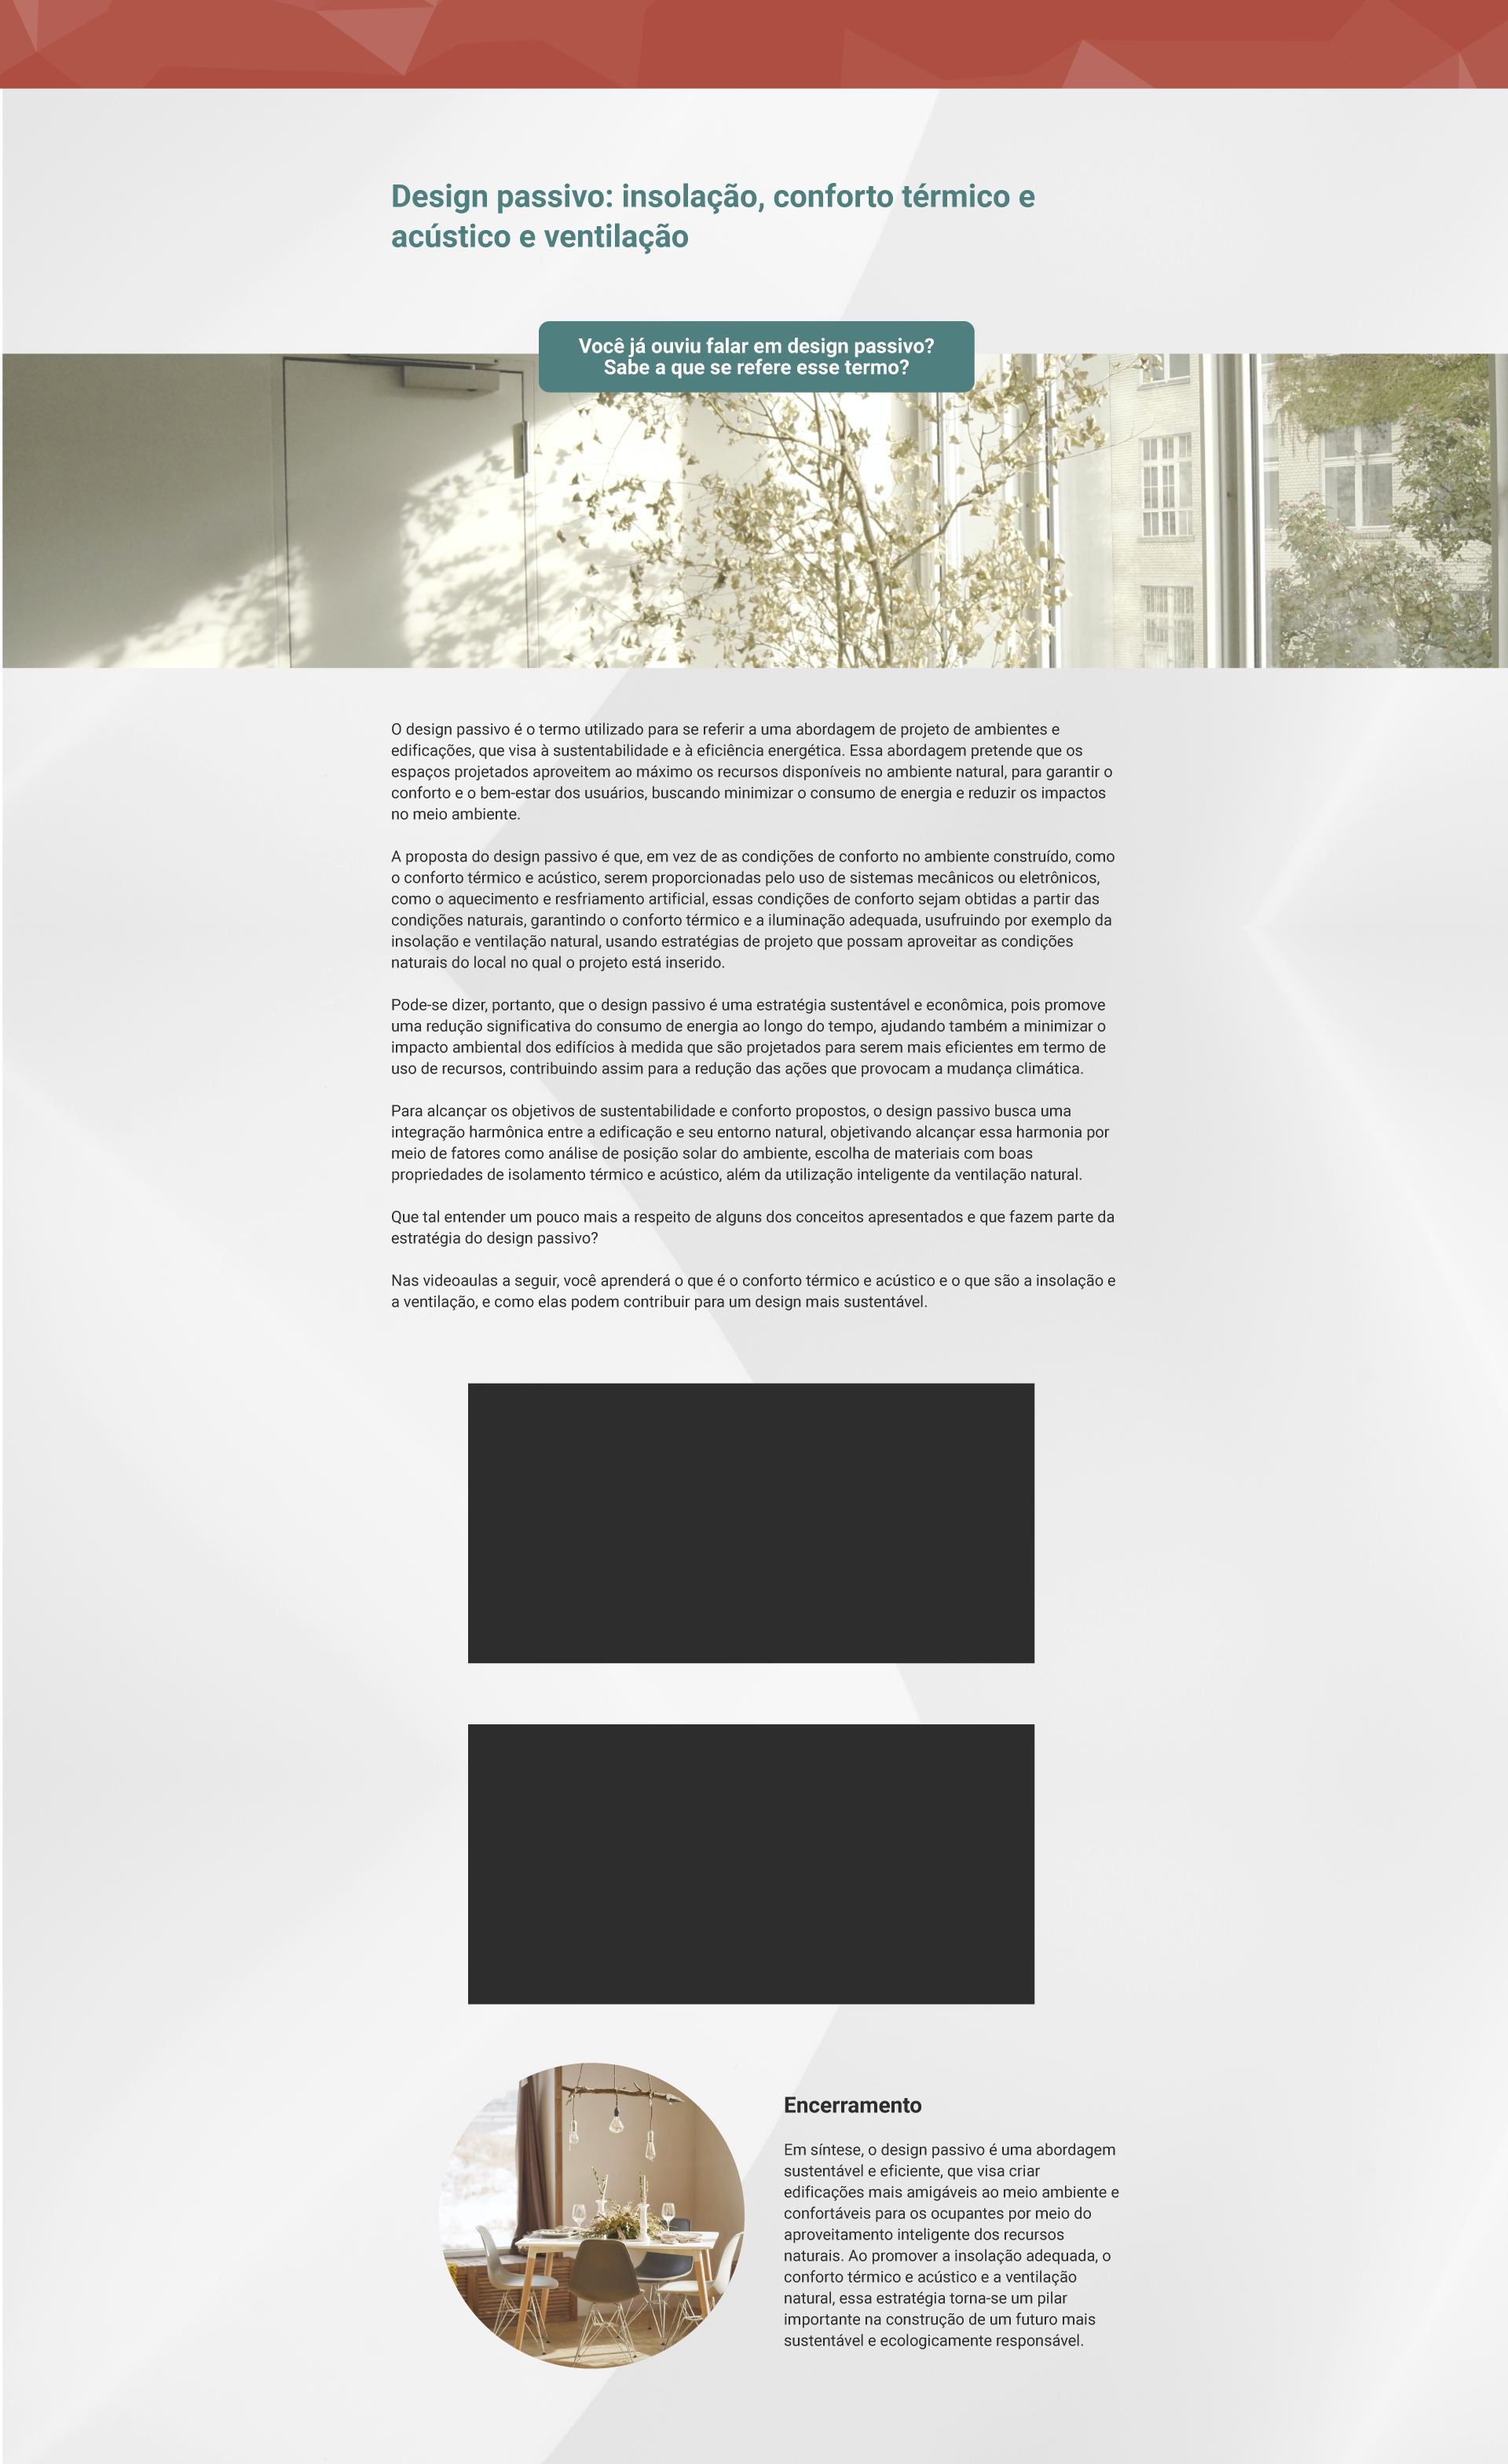 Design passivo: insolação, conforto térmico e
acústico e ventilação
Você já ouviu falar em design passivo?
Sabe a que se refere esse termo?
O design passivo é o termo utilizado para se referir a uma abordagem de projeto de ambientes e
edificações, que visa à sustentabilidade e à eficiência energética. Essa abordagem pretende que os
espaços projetados aproveitem ao máximo os recursos disponíveis no ambiente natural, para garantir o
conforto e o bem-estar dos usuários, buscando minimizar o consumo de energia e reduzir os impactos
no meio ambiente.
A proposta do design passivo é que, em vez de as condições de conforto no ambiente construído, como
o conforto térmico e acústico, serem proporcionadas pelo uso de sistemas mecânicos ou eletrônicos,
como o aquecimento e resfriamento artificial, essas condições de conforto sejam obtidas a partir das
condições naturais, garantindo o conforto térmico e a iluminação adequada, usufruindo por exemplo da
insolação e ventilação natural, usando estratégias de projeto que possam aproveitar as condições
naturais do local no qual o projeto está inserido.
Pode-se dizer, portanto, que o design passivo é uma estratégia sustentável e econômica, pois promove
uma redução significativa do consumo de energia ao longo do tempo, ajudando também a minimizar o
impacto ambiental dos edifícios à medida que são projetados para serem mais eficientes em termo de
uso de recursos, contribuindo assim para a redução das ações que provocam a mudança climática.
Para alcançar os objetivos de sustentabilidade e conforto propostos, o design passivo busca uma
integração harmônica entre a edificação e seu entorno natural, objetivando alcançar essa harmonia por
meio de fatores como análise de posição solar do ambiente, escolha de materiais com boas
propriedades de isolamento térmico e acústico, além da utilização inteligente da ventilação natural.
Que tal entender um pouco mais a respeito de alguns dos conceitos apresentados e que fazem parte da
estratégia do design passivo?
Nas videoaulas a seguir, você aprenderá o que é o conforto térmico e acústico e o que são a insolação e
a ventilação, e como elas podem contribuir para um design mais sustentável.
Encerramento
Em síntese, o design passivo é uma abordagem
sustentável e eficiente, que visa criar
edificações mais amigáveis ao meio ambiente e
confortáveis para os ocupantes por meio do
aproveitamento inteligente dos recursos
naturais. Ao promover a insolação adequada, o
conforto térmico e acústico e a ventilação
natural, essa estratégia torna-se um pilar
importante na construção de um futuro mais
sustentável e ecologicamente responsável.